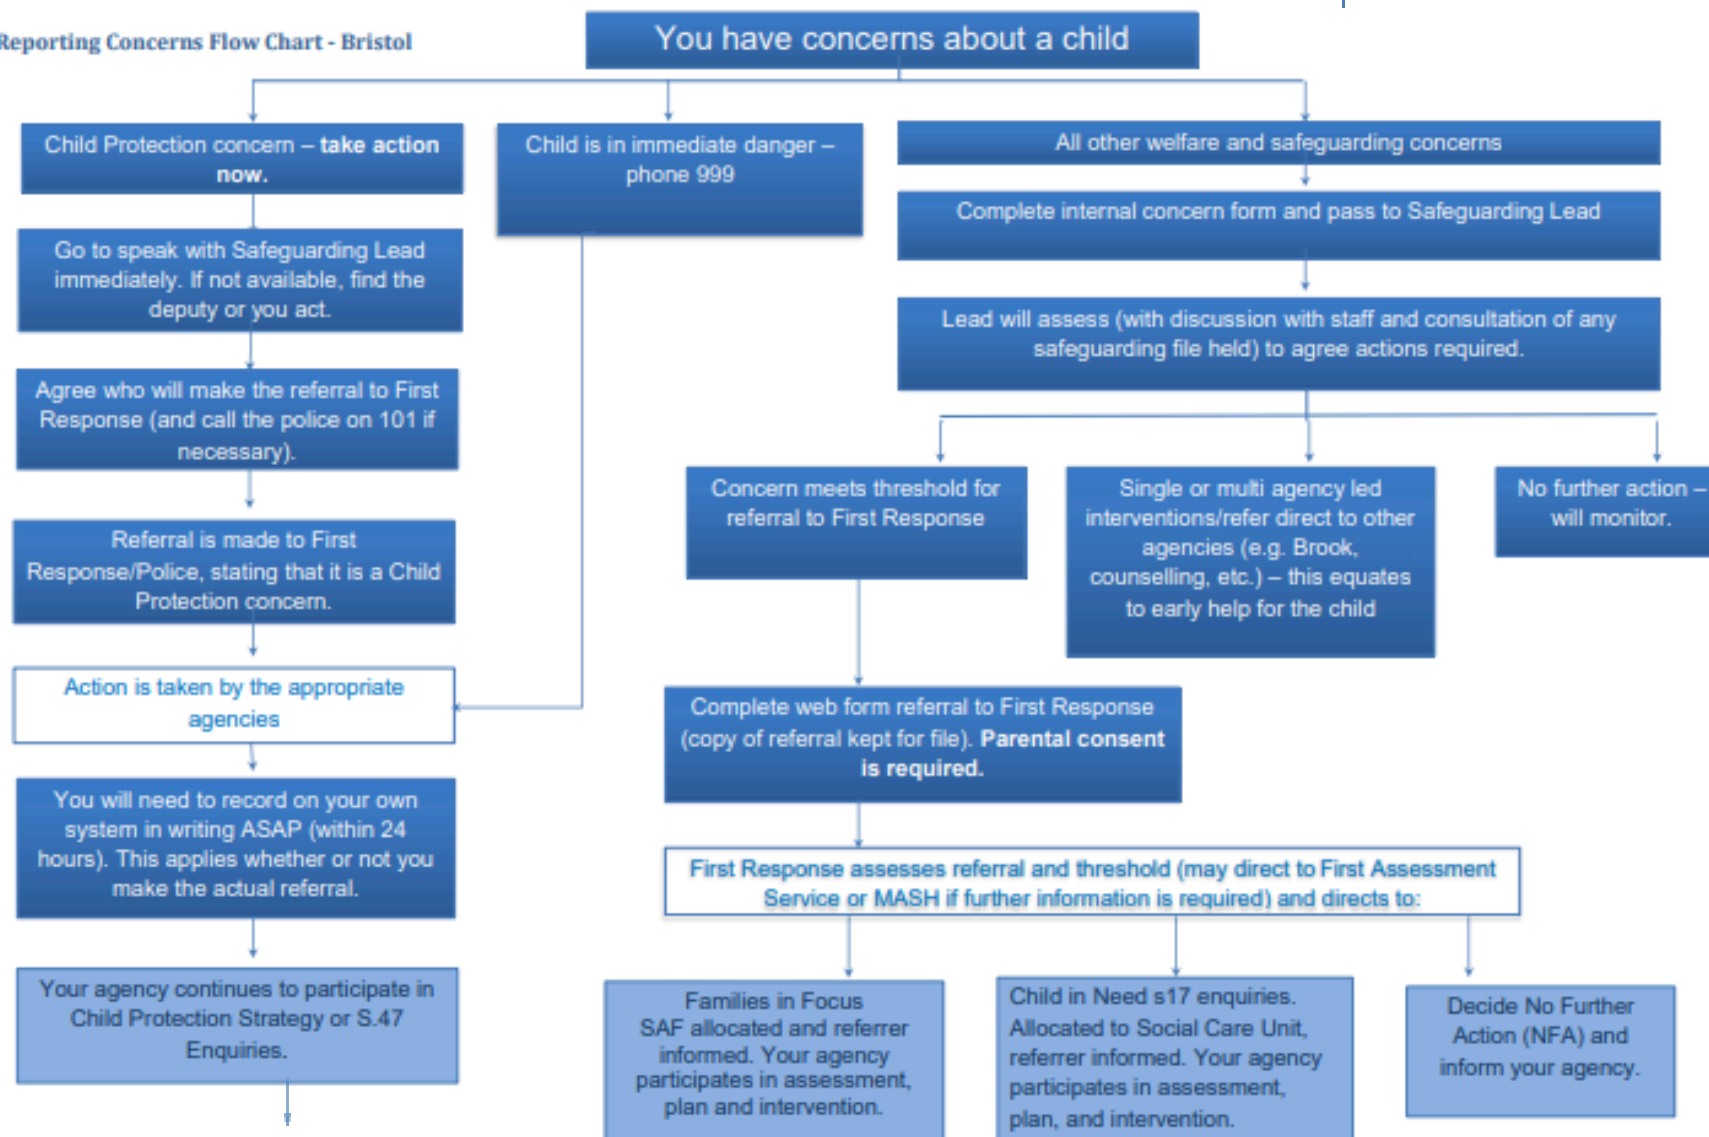 Reporting Concerns Flow Chart - Bristol
You have concerns about a child
Child Protection concern – take action
now.
Go to speak with Safeguarding Lead
immediately. If not available, find the
deputy or you act.
Agree who will make the referral to First
Response (and call the police on 101 if
necessary).
Referral is made to First
Response/Police, stating that it is a Child
Protection concern.
Action is taken by the appropriate
agencies
You will need to record on your own
system in writing ASAP (within 24
hours). This applies whether or not you
make the actual referral.
Your agency continues to participate in
Child Protection Strategy or S.47
Enquiries.
Child is in immediate danger –
phone 999
All other welfare and safeguarding concerns
Complete internal concern form and pass to Safeguarding Lead
Lead will assess (with discussion with staff and consultation of any
safeguarding file held) to agree actions required.
Concern meets threshold for
referral to First Response
Single or multi agency led
interventions/refer direct to other
agencies (e.g. Brook,
counselling, etc.) – this equates
to early help for the child
No further action –
will monitor.
Complete web form referral to First Response
(copy of referral kept for file). Parental consent
is required.
First Response assesses referral and threshold (may direct to First Assessment
Service or MASH if further information is required) and directs to:
Families in Focus
SAF allocated and referrer
informed. Your agency
participates in assessment,
plan and intervention.
Child in Need s17 enquiries.
Allocated to Social Care Unit,
referrer informed. Your agency
participates in assessment,
plan, and intervention.
Decide No Further
Action (NFA) and
inform your agency.